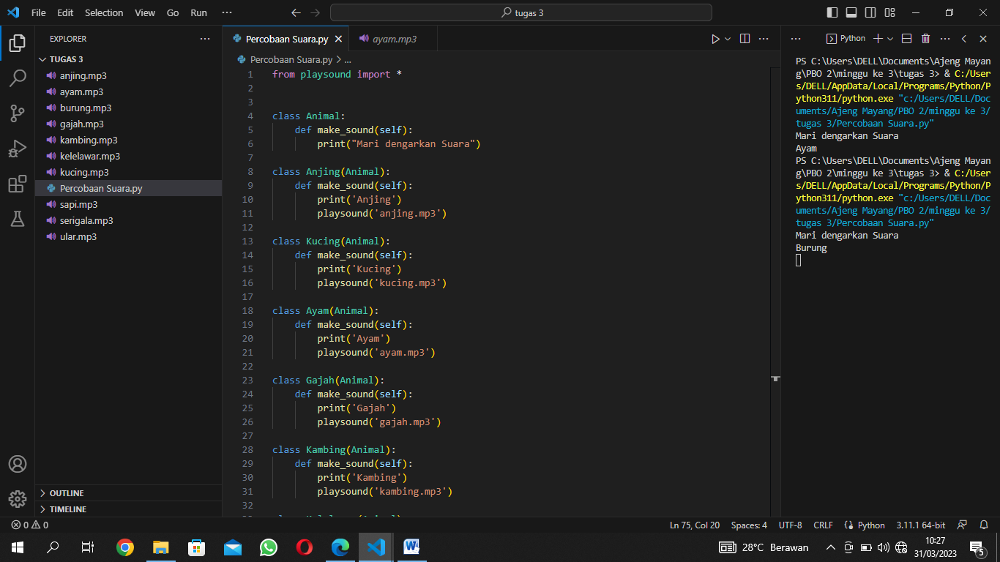 File Edit Selection View Go Run ··· tugas 3
EXPLORER ···
TUGAS 3
anjing.mp3
ayam.mp3
burung.mp3
gajah.mp3
kambing.mp3
kelelawar.mp3
kucing.mp3
Percobaan Suara.py
sapi.mp3
serigala.mp3
ular.mp3
OUTLINE
TIMELINE
Percobaan Suara.py ayam.mp3
Percobaan Suara.py > ...
1 from playsound import *
2
3
4 class Animal:
5 def make_sound(self):
6 print("Mari dengarkan Suara")
7
8 class Anjing(Animal):
9 def make_sound(self):
10 print('Anjing')
11 playsound('anjing.mp3')
12
13 class Kucing(Animal):
14 def make_sound(self):
15 print('Kucing')
16 playsound('kucing.mp3')
17
18 class Ayam(Animal):
19 def make_sound(self):
20 print('Ayam')
21 playsound('ayam.mp3')
22
23 class Gajah(Animal):
24 def make_sound(self):
25 print('Gajah')
26 playsound('gajah.mp3')
27
28 class Kambing(Animal):
29 def make_sound(self):
30 print('Kambing')
31 playsound('kambing.mp3')
32
Python
PS C:\Users\DELL\Documents\Ajeng Mayan
g\PBO 2\minggu ke 3\tugas 3> & C:/User
s/DELL/AppData/Local/Programs/Python/P
ython311/python.exe "c:/Users/DELL/Doc
uments/Ajeng Mayang/PBO 2/minggu ke 3/
tugas 3/Percobaan Suara.py"
Mari dengarkan Suara
Ayam
PS C:\Users\DELL\Documents\Ajeng Mayan
g\PBO 2\minggu ke 3\tugas 3> & C:/User
s/DELL/AppData/Local/Programs/Python/P
ython311/python.exe "c:/Users/DELL/Doc
uments/Ajeng Mayang/PBO 2/minggu ke 3/
tugas 3/Percobaan Suara.py"
Mari dengarkan Suara
Burung
0 0 Ln 75, Col 20 Spaces: 4 UTF-8 CRLF Python 3.11.1 64-bit
28°C Berawan 10:27
31/03/2023 5